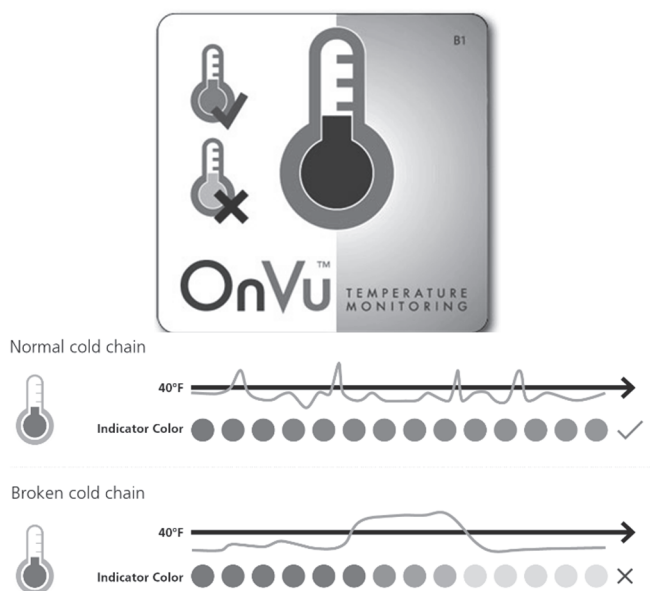 B1
OnVu™
TEMPERATURE
MONITORING
Normal cold chain
40°F
Indicator Color
Broken cold chain
40°F
Indicator Color